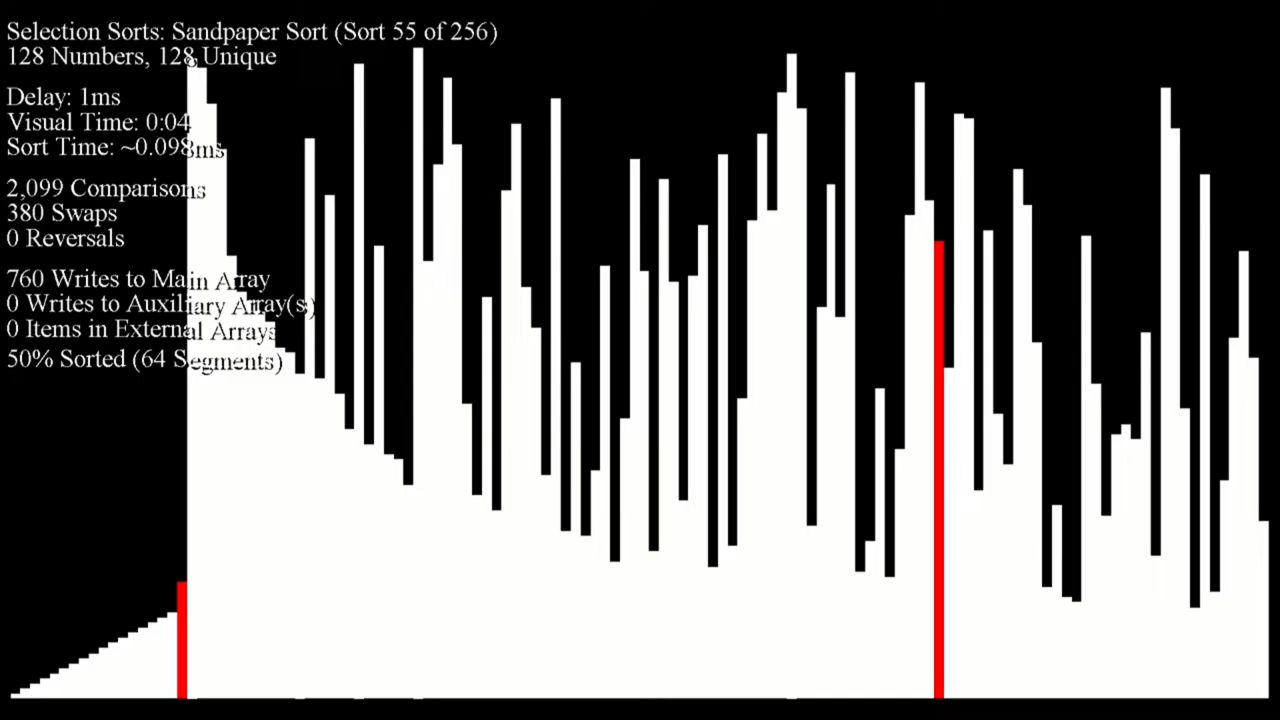 Selection Sorts: Sandpaper Sort (Sort 55 of 256)
128 Numbers, 128 Unique
Delay: 1ms
Visual Time: 0:04
Sort Time: ~0.098ms
2,099 Comparisons
380 Swaps
0 Reversals
760 Writes to Main Array
0 Writes to Auxiliary Array(s)
0 Items in External Arrays
50% Sorted (64 Segments)